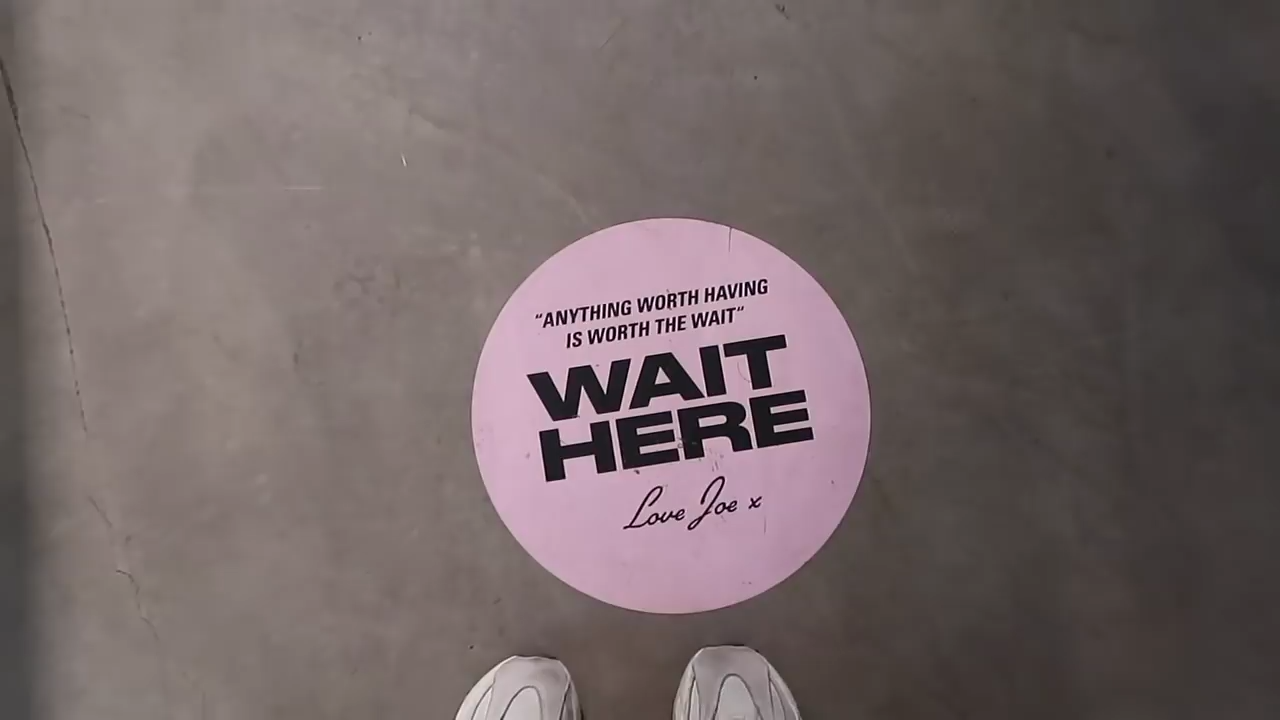 “ANYTHING WORTH HAVING
IS WORTH THE WAIT“
WAIT
HERE
Love Joe x